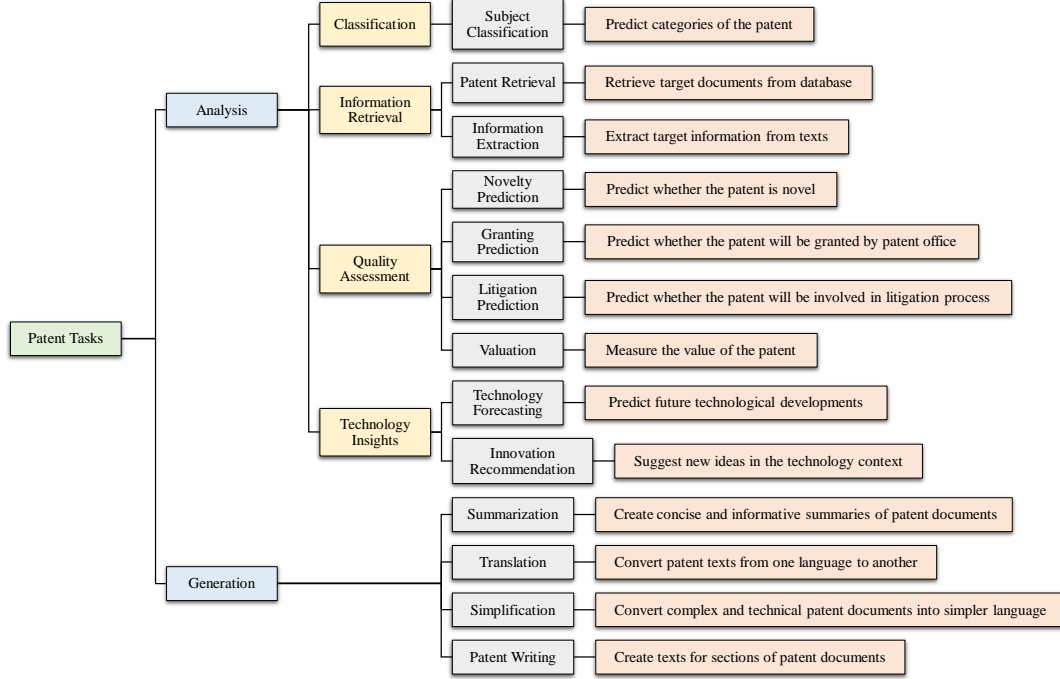 Patent Tasks
Analysis
Classification
Subject
Classification
Predict categories of the patent
Information
Retrieval
Patent Retrieval
Retrieve target documents from database
Information
Extraction
Extract target information from texts
Quality
Assessment
Novelty
Prediction
Predict whether the patent is novel
Granting
Prediction
Predict whether the patent will be granted by patent office
Litigation
Prediction
Predict whether the patent will be involved in litigation process
Valuation
Measure the value of the patent
Technology
Insights
Technology
Forecasting
Predict future technological developments
Innovation
Recommendation
Suggest new ideas in the technology context
Generation
Summarization
Create concise and informative summaries of patent documents
Translation
Convert patent texts from one language to another
Simplification
Convert complex and technical patent documents into simpler language
Patent Writing
Create texts for sections of patent documents